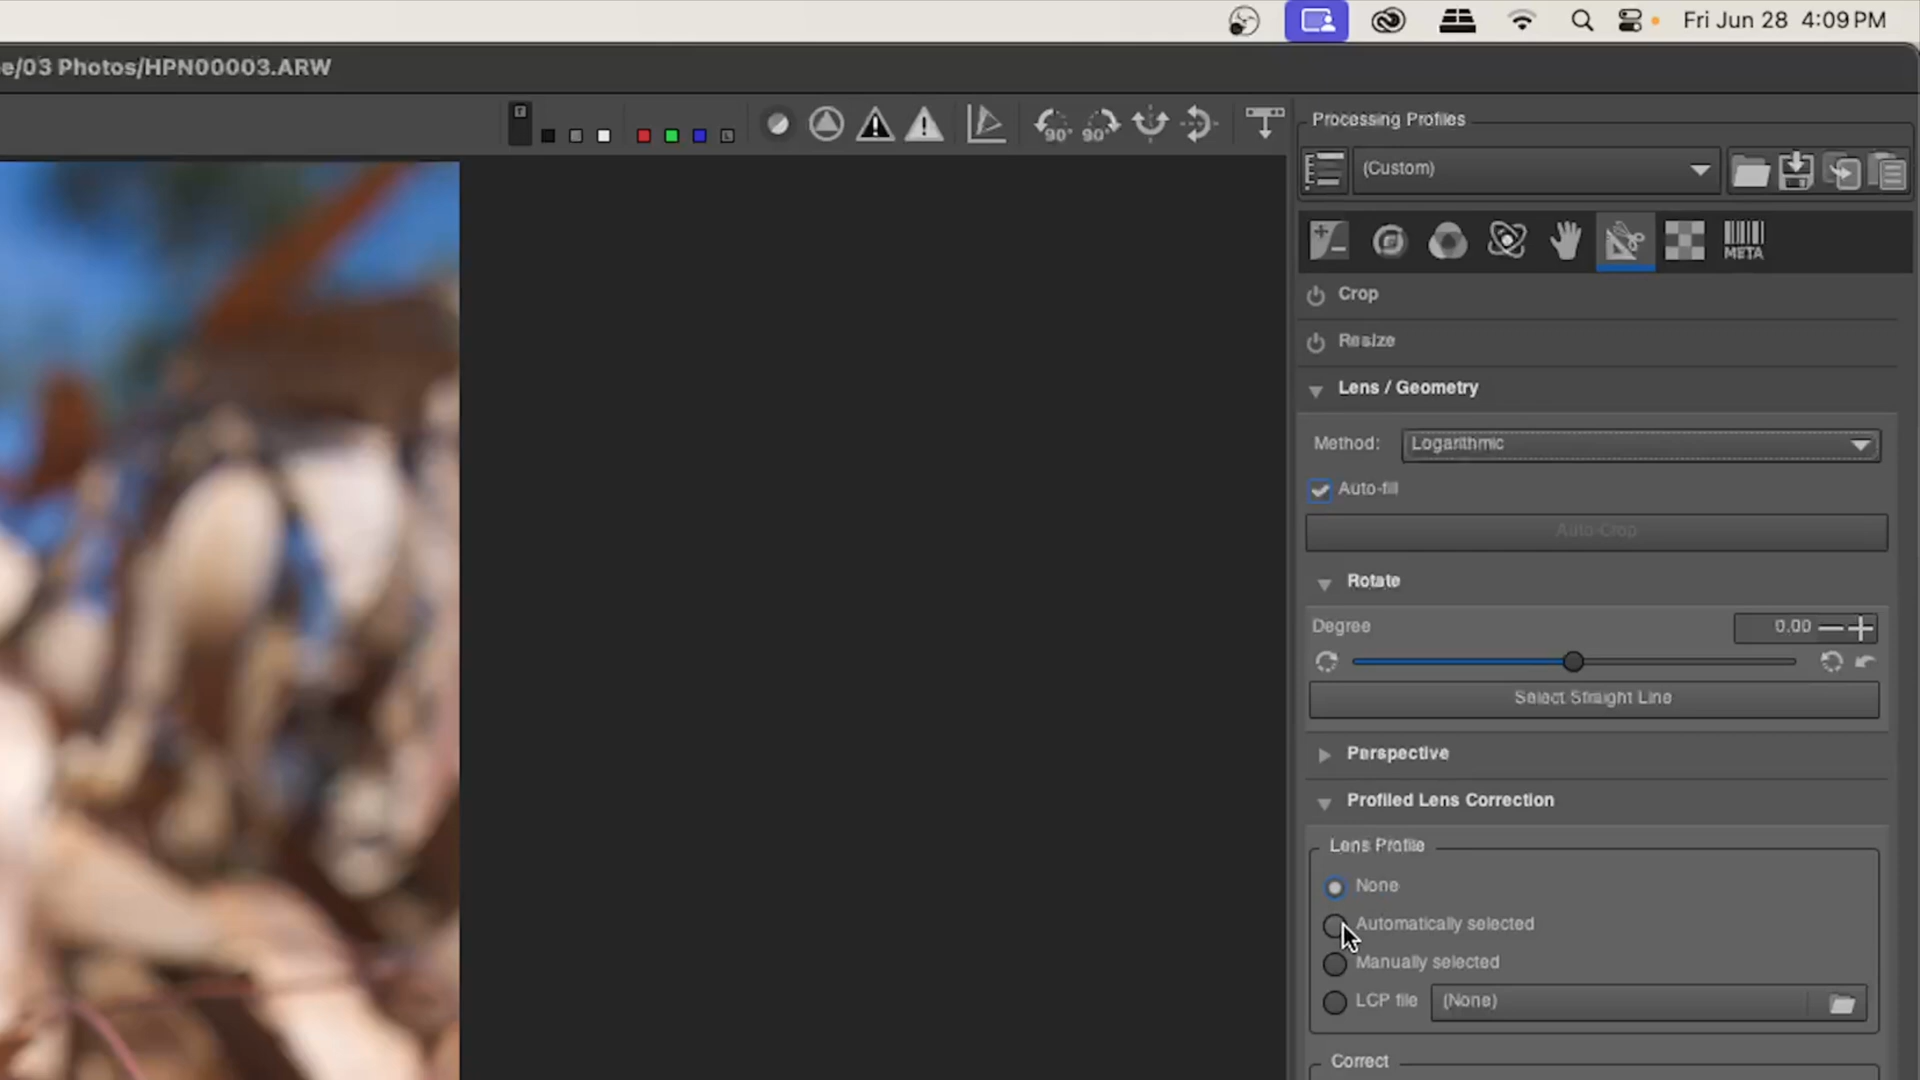 Fri Jun 28 4:09 PM
e/03 Photos/HPN00003.ARW
90° 90°
Processing Profiles
(Custom)
META
Crop
Resize
Lens / Geometry
Method: Logarithmic
Auto-fill
Auto-Crop
Rotate
Degree 0.00
Select Straight Line
Perspective
Profiled Lens Correction
Lens Profile
None
Automatically selected
Manually selected
LCP file (None)
Correct